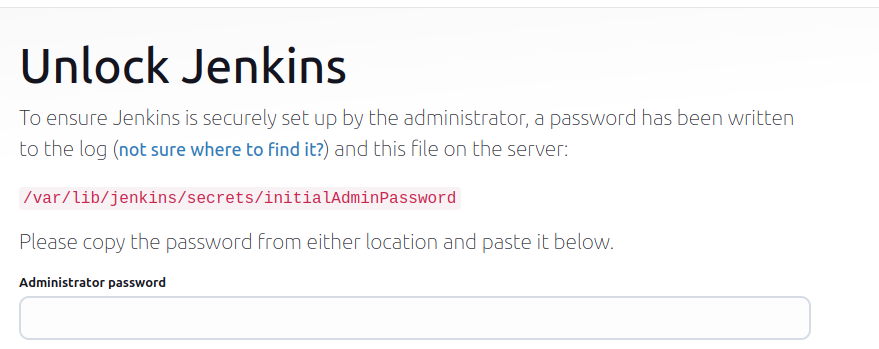 Unlock Jenkins
To ensure Jenkins is securely set up by the administrator, a password has been written
to the log (not sure where to find it?) and this file on the server:
/var/lib/jenkins/secrets/initialAdminPassword
Please copy the password from either location and paste it below.
Administrator password